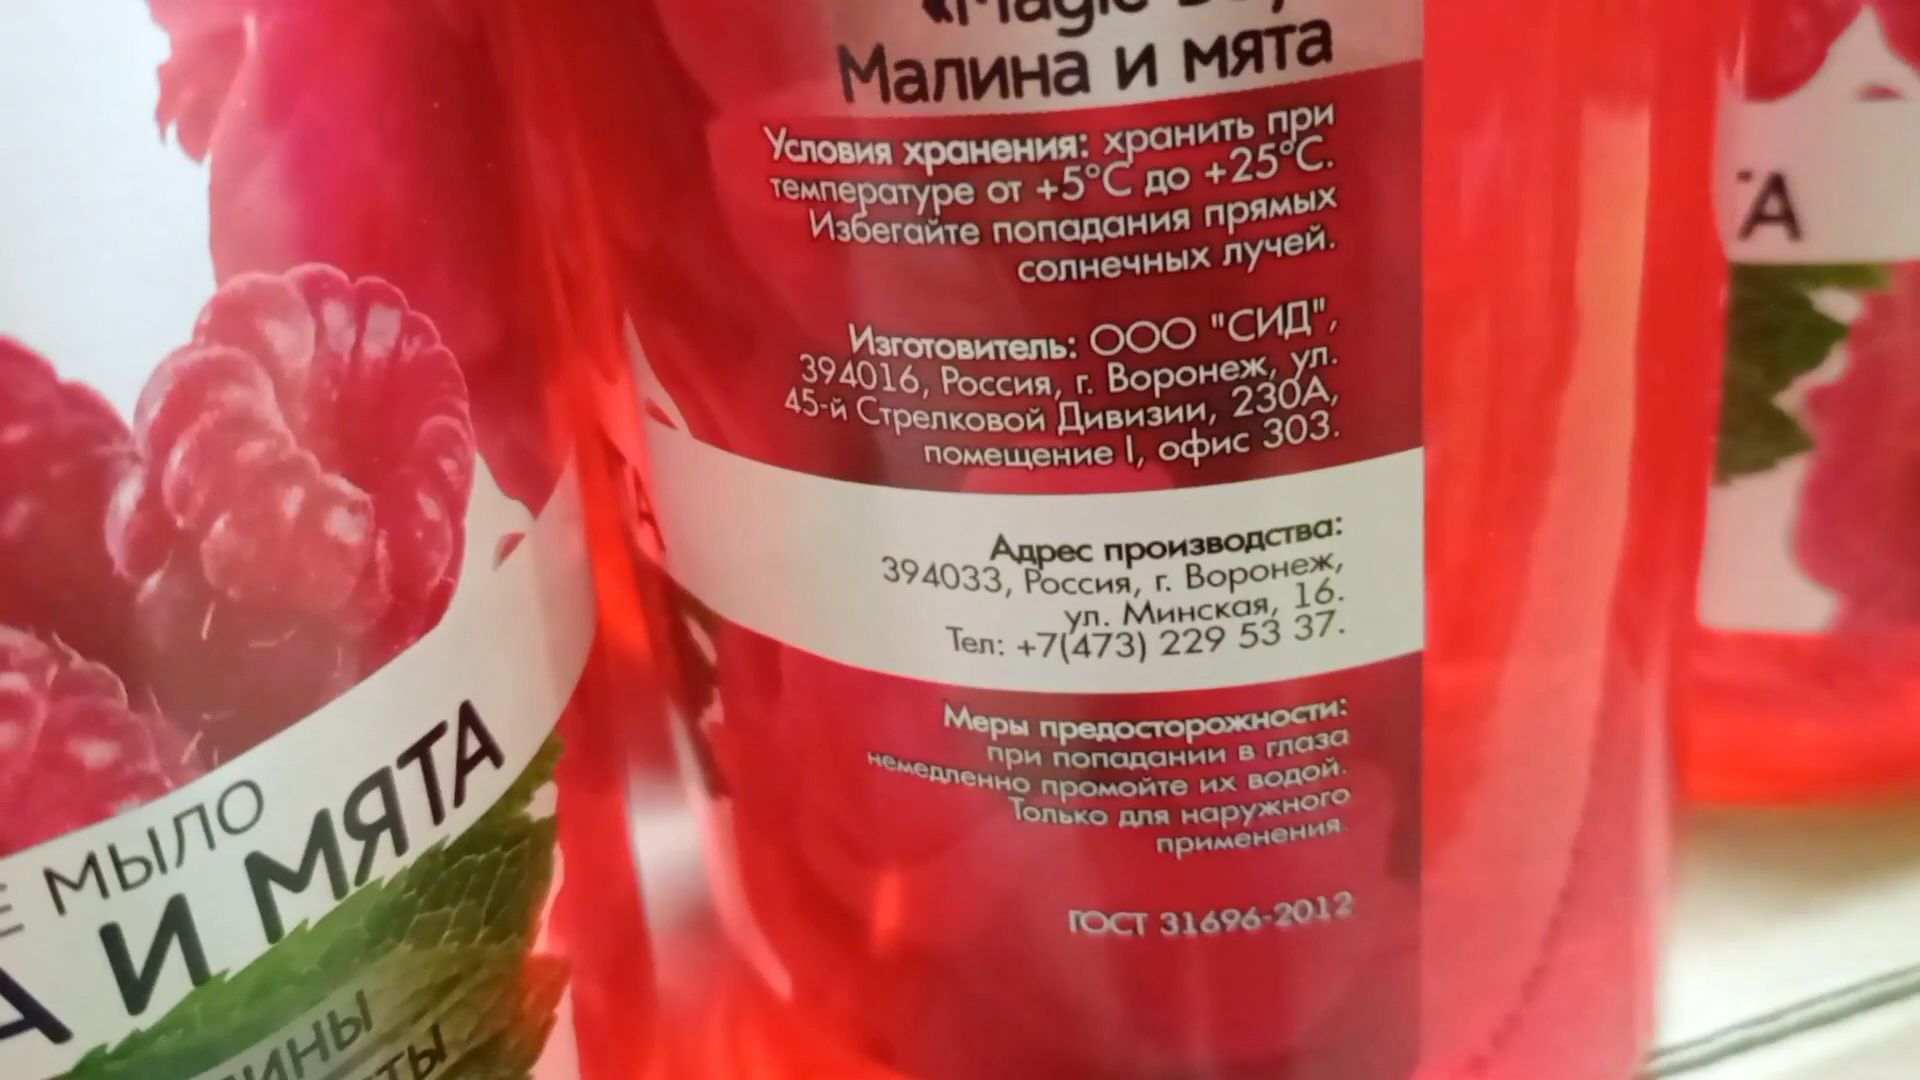 Малина и мята
Условия хранения: хранить при
температуре от +5°C до +25°C.
Избегайте попадания прямых
солнечных лучей.
Изготовитель: ООО "СИД",
394016, Россия, г. Воронеж, ул.
45-й Стрелковой Дивизии, 230А,
помещение I, офис 303.
Адрес производства:
394033, Россия, г. Воронеж,
ул. Минская, 16.
Тел: +7(473) 229 53 37.
Меры предосторожности:
при попадании в глаза
немедленно промойте их водой.
Только для наружного
применения.
ГОСТ 31696-2012
МЫЛО
И МЯТА